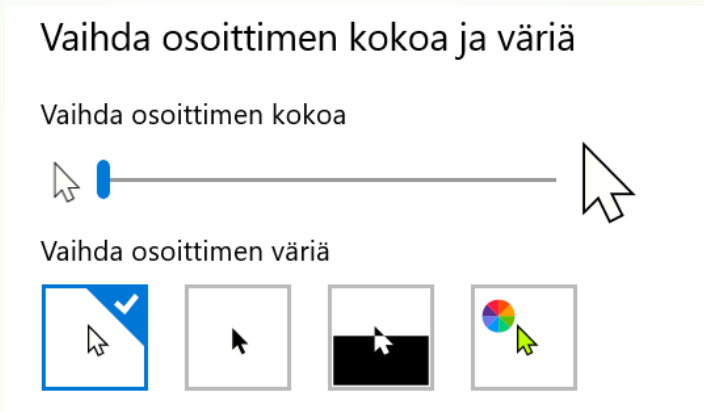 Vaihda osoittimen kokoa ja väriä
Vaihda osoittimen kokoa
Vaihda osoittimen väriä